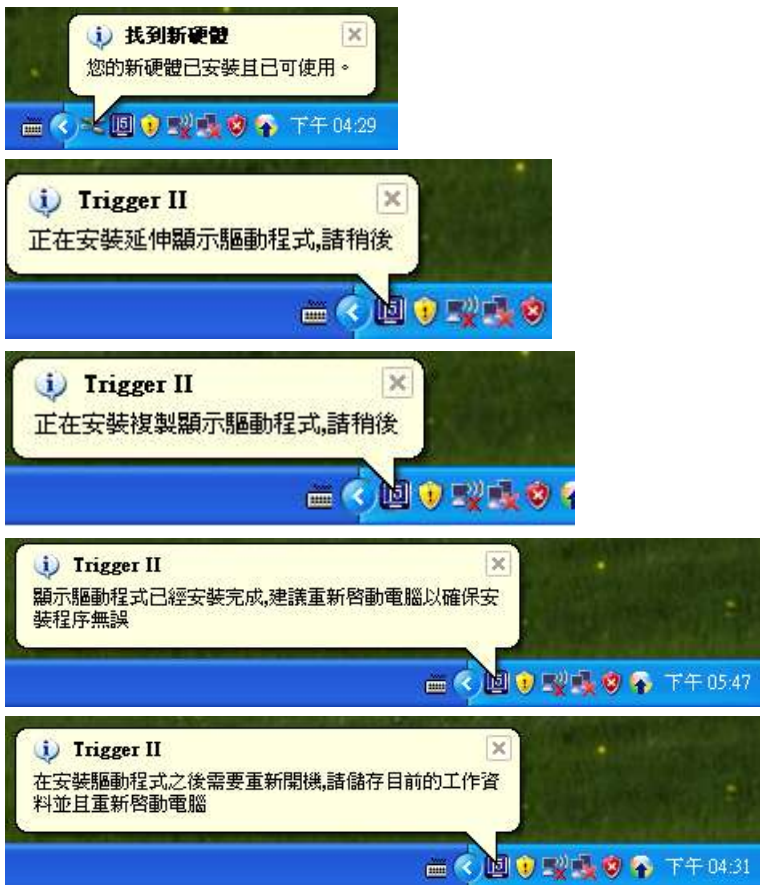 找到新硬體
您的新硬體已安裝且已可使用。
下午 04:29
Trigger II
正在安裝延伸顯示驅動程式,請稍後
Trigger II
正在安裝複製顯示驅動程式,請稍後
Trigger II
顯示驅動程式已經安裝完成,建議重新啓動電腦以確保安
裝程序無誤
下午 05:47
Trigger II
在安裝驅動程式之後需要重新開機,請儲存目前的工作資
料並且重新啓動電腦
下午 04:31